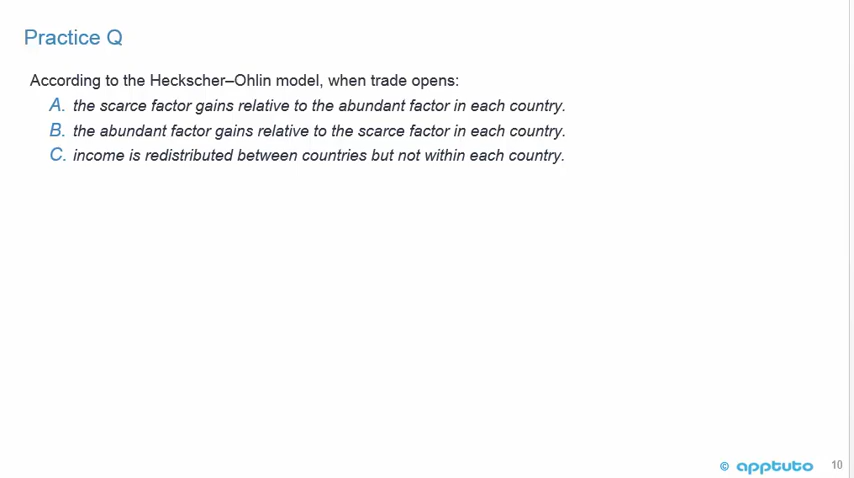 Practice Q
According to the Heckscher–Ohlin model, when trade opens:
A. the scarce factor gains relative to the abundant factor in each country.
B. the abundant factor gains relative to the scarce factor in each country.
C. income is redistributed between countries but not within each country.
© apptuto 10